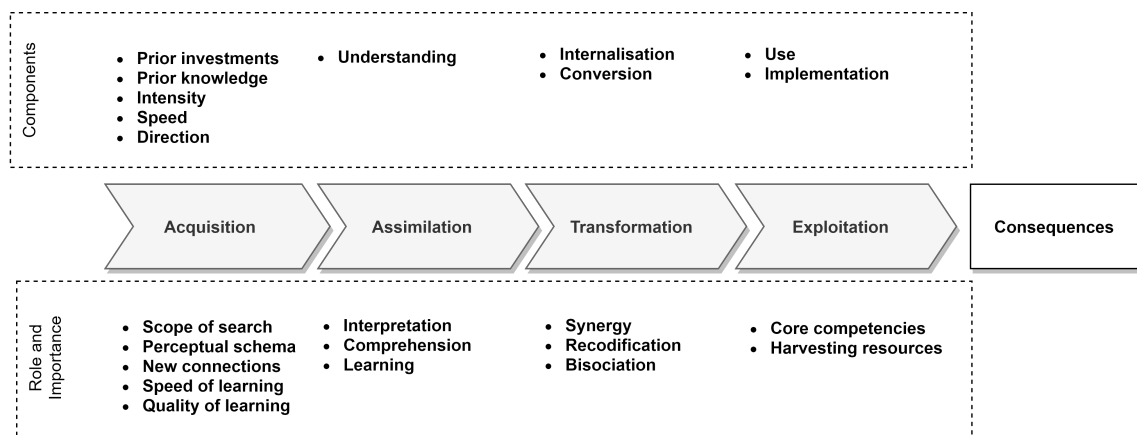 Components
Prior investments
Prior knowledge
Intensity
Speed
Direction
Understanding
Internalisation
Conversion
Use
Implementation
Acquisition
Assimilation
Transformation
Exploitation
Consequences
Role and
Importance
Scope of search
Perceptual schema
New connections
Speed of learning
Quality of learning
Interpretation
Comprehension
Learning
Synergy
Recodification
Bisociation
Core competencies
Harvesting resources